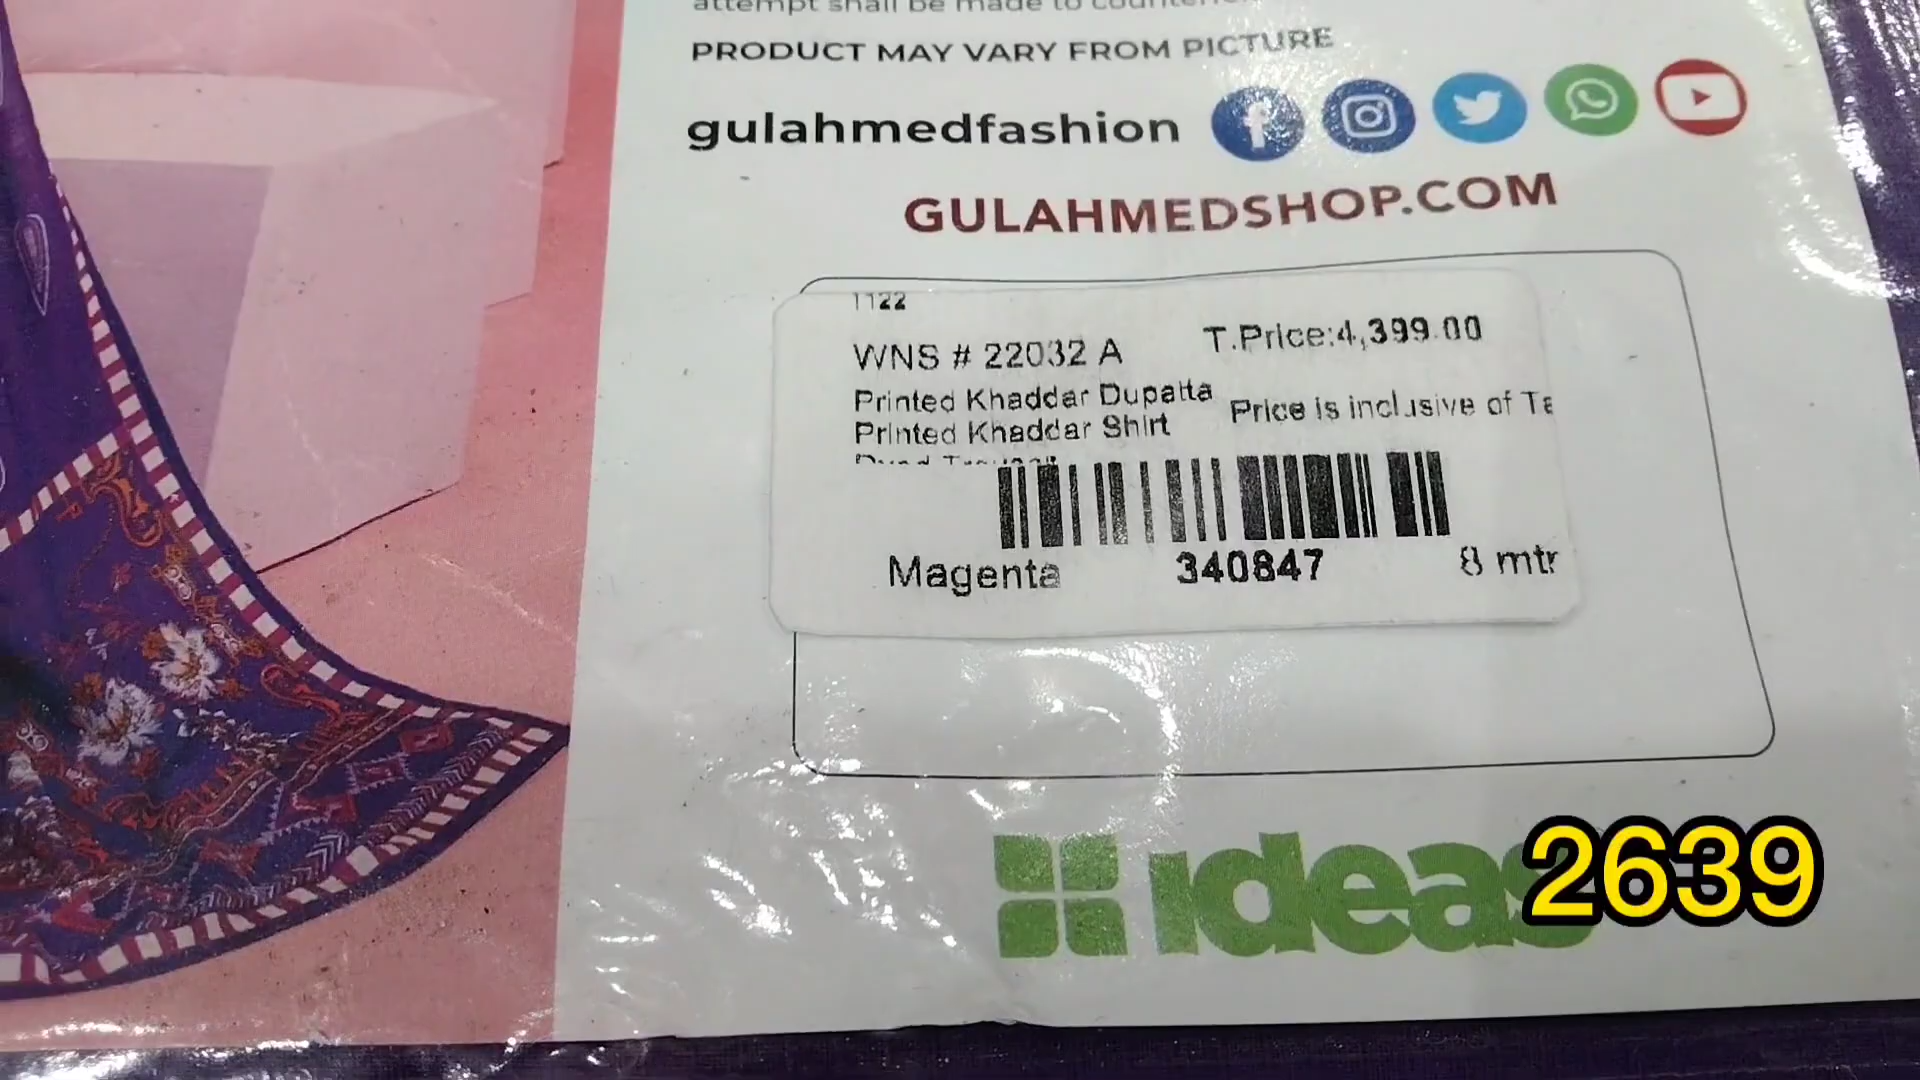 attempt shall be made to
PRODUCT MAY VARY FROM PICTURE
gulahmedfashion
GULAHMEDSHOP.COM
1122
WNS # 22032 A
T.Price:4,399.00
Printed Khaddar Dupatta
Price is inclusive of Ta
Printed Khaddar Shirt
Magenta
340847
8 mtr
ideas
2639